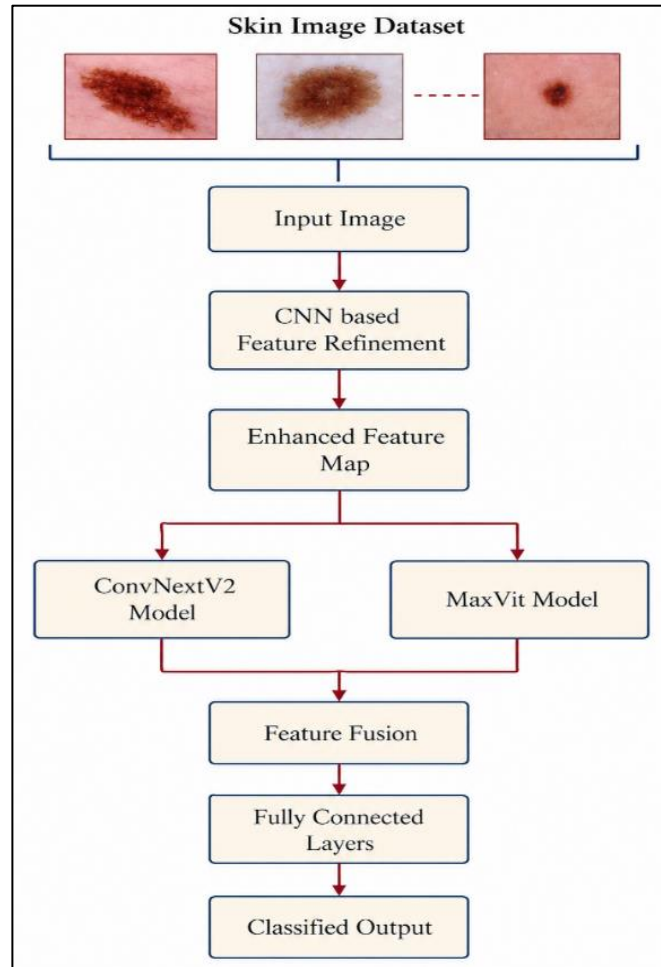 Skin Image Dataset
Input Image
CNN based
Feature Refinement
Enhanced Feature
Map
ConvNextV2
Model
MaxVit Model
Feature Fusion
Fully Connected
Layers
Classified Output